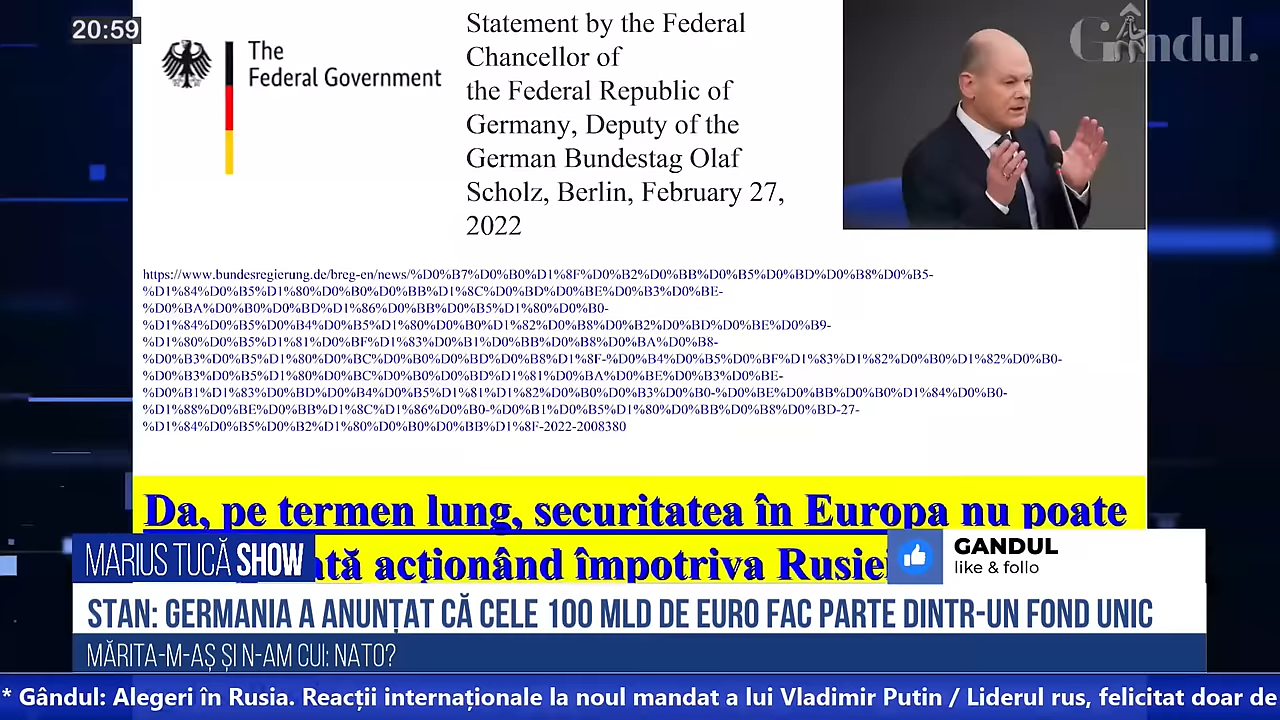 20:59
The
Federal Government
Statement by the Federal
Chancellor of
the Federal Republic of
Germany, Deputy of the
German Bundestag Olaf
Scholz, Berlin, February 27,
2022
Gândul.
https://www.bundesregierung.de/breg-en/news/%D0%B7%D0%B0%D1%8F%D0%B2%D0%BB%D0%B5%D0%BD%D0%B8%D0%B5-
%D1%84%D0%B5%D1%80%D0%B0%D0%BB%D1%8C%D0%BD%D0%BE%D0%B3%D0%BE-
%D0%BA%D0%B0%D0%BD%D1%86%D0%BB%D0%B5%D1%80%D0%B0-
%D1%84%D0%B5%D0%B4%D0%B5%D1%80%D0%B0%D1%82%D0%B8%D0%B2%D0%BD%D0%BE%D0%B9-
%D1%80%D0%B5%D1%81%D0%BF%D1%83%D0%B1%D0%BB%D0%B8%D0%BA%D0%B8-
%D0%B3%D0%B5%D1%80%D0%BC%D0%B0%D0%BD%D0%B8%D1%8F-%D0%B4%D0%B5%D0%BF%D1%83%D1%82%D0%B0%D1%82%D0%B0-
%D0%B3%D0%B5%D1%80%D0%BC%D0%B0%D0%BD%D1%81%D0%BA%D0%BE%D0%B3%D0%BE-
%D0%B1%D1%83%D0%BD%D0%B4%D0%B5%D1%81%D1%82%D0%B0%D0%B3%D0%B0-%D0%BE%D0%BB%D0%B0%D1%84%D0%B0-
%D1%88%D0%BE%D0%BB%D1%8C%D1%86%D0%B0-%D0%B1%D0%B5%D1%80%D0%BB%D0%B8%D0%BD-27-
%D1%84%D0%B5%D0%B2%D1%80%D0%B0%D0%BB%D1%8F-2022-2008380
Da, pe termen lung, securitatea în Europa nu poate
acționând împotriva Rusiei
MARIUS TUCĂ SHOW
GANDUL
like & follo
STAN: GERMANIA A ANUNȚAT CĂ CELE 100 MLD DE EURO FAC PARTE DINTR-UN FOND UNIC
MĂRITA-M-AȘ ȘI N-AM CUI: NATO?
* Gândul: Alegeri în Rusia. Reacții internaționale la noul mandat a lui Vladimir Putin / Liderul rus, felicitat doar de